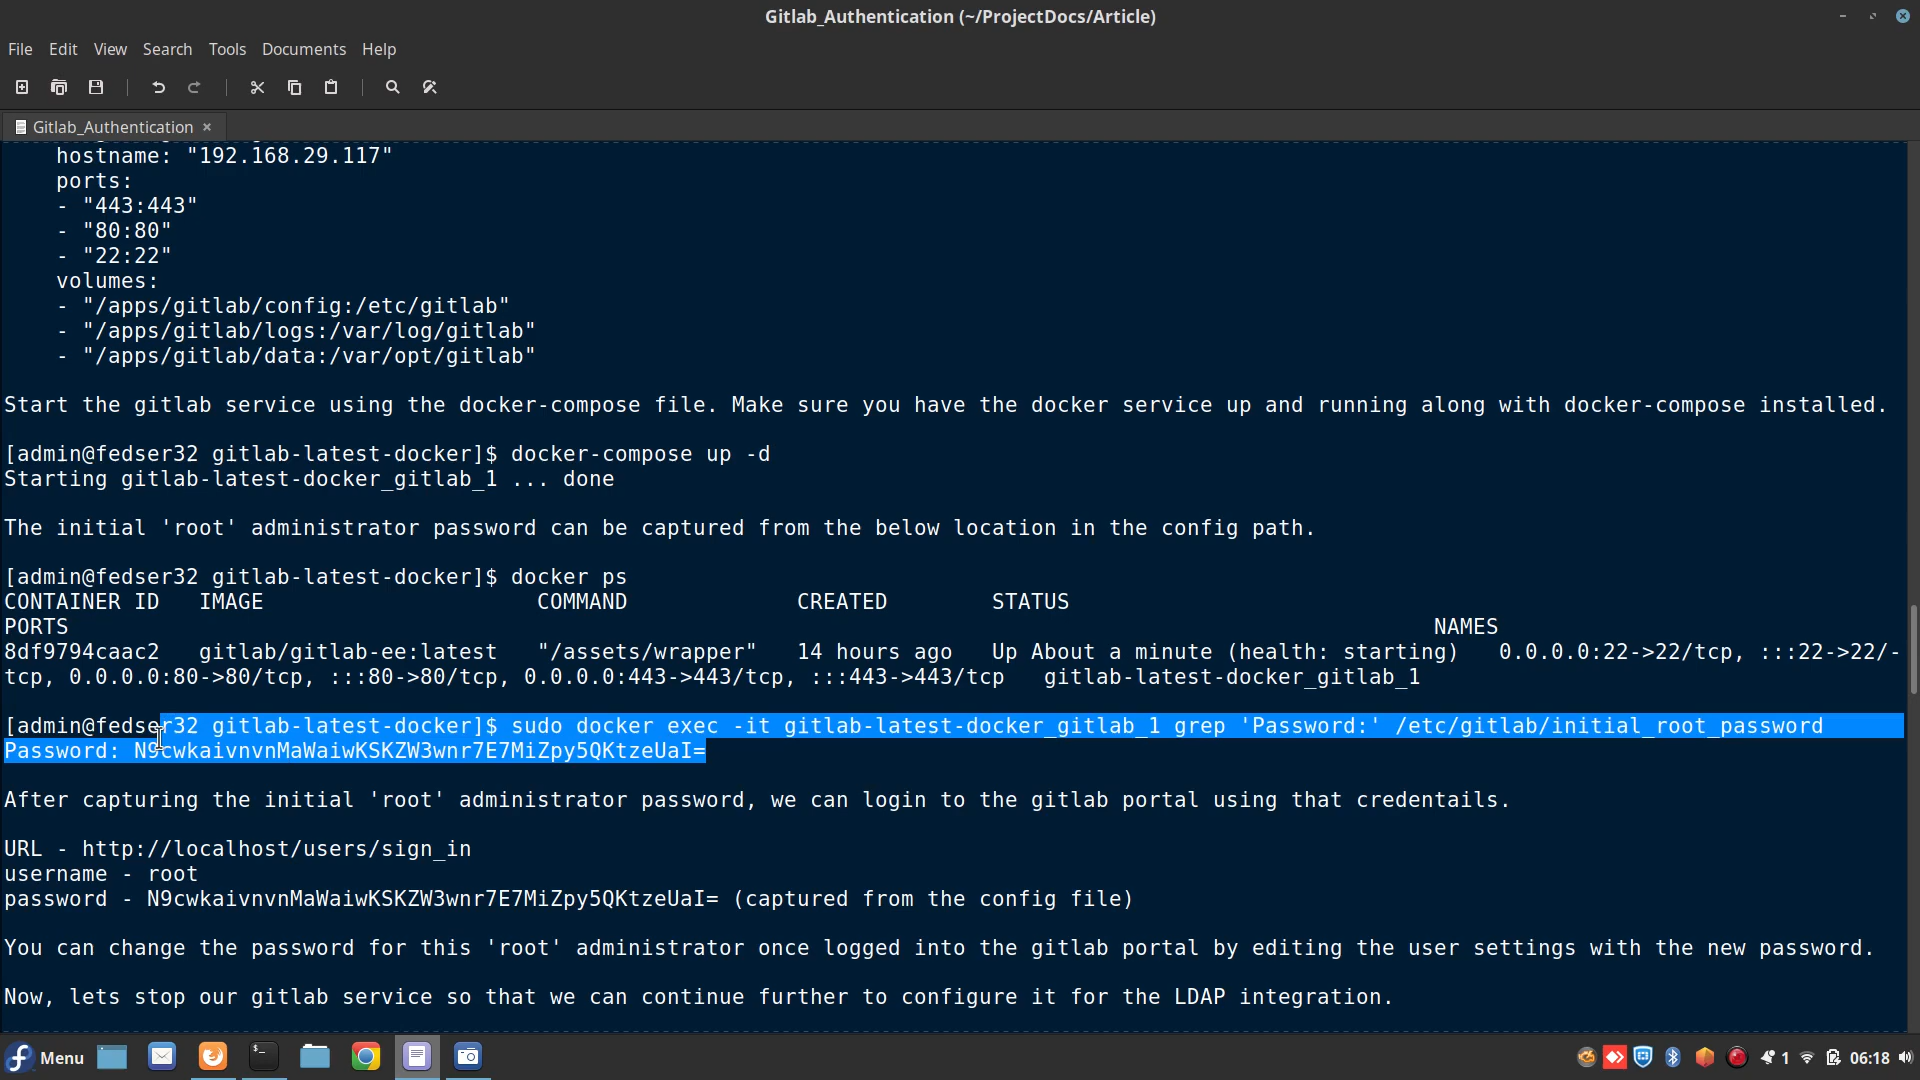 Gitlab_Authentication (~/ProjectDocs/Article)
File Edit View Search Tools Documents Help
Gitlab_Authentication
hostname: "192.168.29.117"
ports:
- "443:443"
- "80:80"
- "22:22"
volumes:
- "/apps/gitlab/config:/etc/gitlab"
- "/apps/gitlab/logs:/var/log/gitlab"
- "/apps/gitlab/data:/var/opt/gitlab"
Start the gitlab service using the docker-compose file. Make sure you have the docker service up and running along with docker-compose installed.
[admin@fedser32 gitlab-latest-docker]$ docker-compose up -d
Starting gitlab-latest-docker_gitlab_1 ... done
The initial 'root' administrator password can be captured from the below location in the config path.
[admin@fedser32 gitlab-latest-docker]$ docker ps
CONTAINER ID IMAGE COMMAND CREATED STATUS
PORTS NAMES
8df9794caac2 gitlab/gitlab-ee:latest "/assets/wrapper" 14 hours ago Up About a minute (health: starting) 0.0.0.0:22->22/tcp, :::22->22/-
tcp, 0.0.0.0:80->80/tcp, :::80->80/tcp, 0.0.0.0:443->443/tcp, :::443->443/tcp gitlab-latest-docker_gitlab_1
[admin@fedser32 gitlab-latest-docker]$ sudo docker exec -it gitlab-latest-docker_gitlab_1 grep 'Password:' /etc/gitlab/initial_root_password
Password: N9cwkaivnvnMaWaiwKSKZW3wnr7E7MiZpy5QKtzeUaI=
After capturing the initial 'root' administrator password, we can login to the gitlab portal using that credentails.
URL - http://localhost/users/sign_in
username - root
password - N9cwkaivnvnMaWaiwKSKZW3wnr7E7MiZpy5QKtzeUaI= (captured from the config file)
You can change the password for this 'root' administrator once logged into the gitlab portal by editing the user settings with the new password.
Now, lets stop our gitlab service so that we can continue further to configure it for the LDAP integration.
Menu 1 06:18